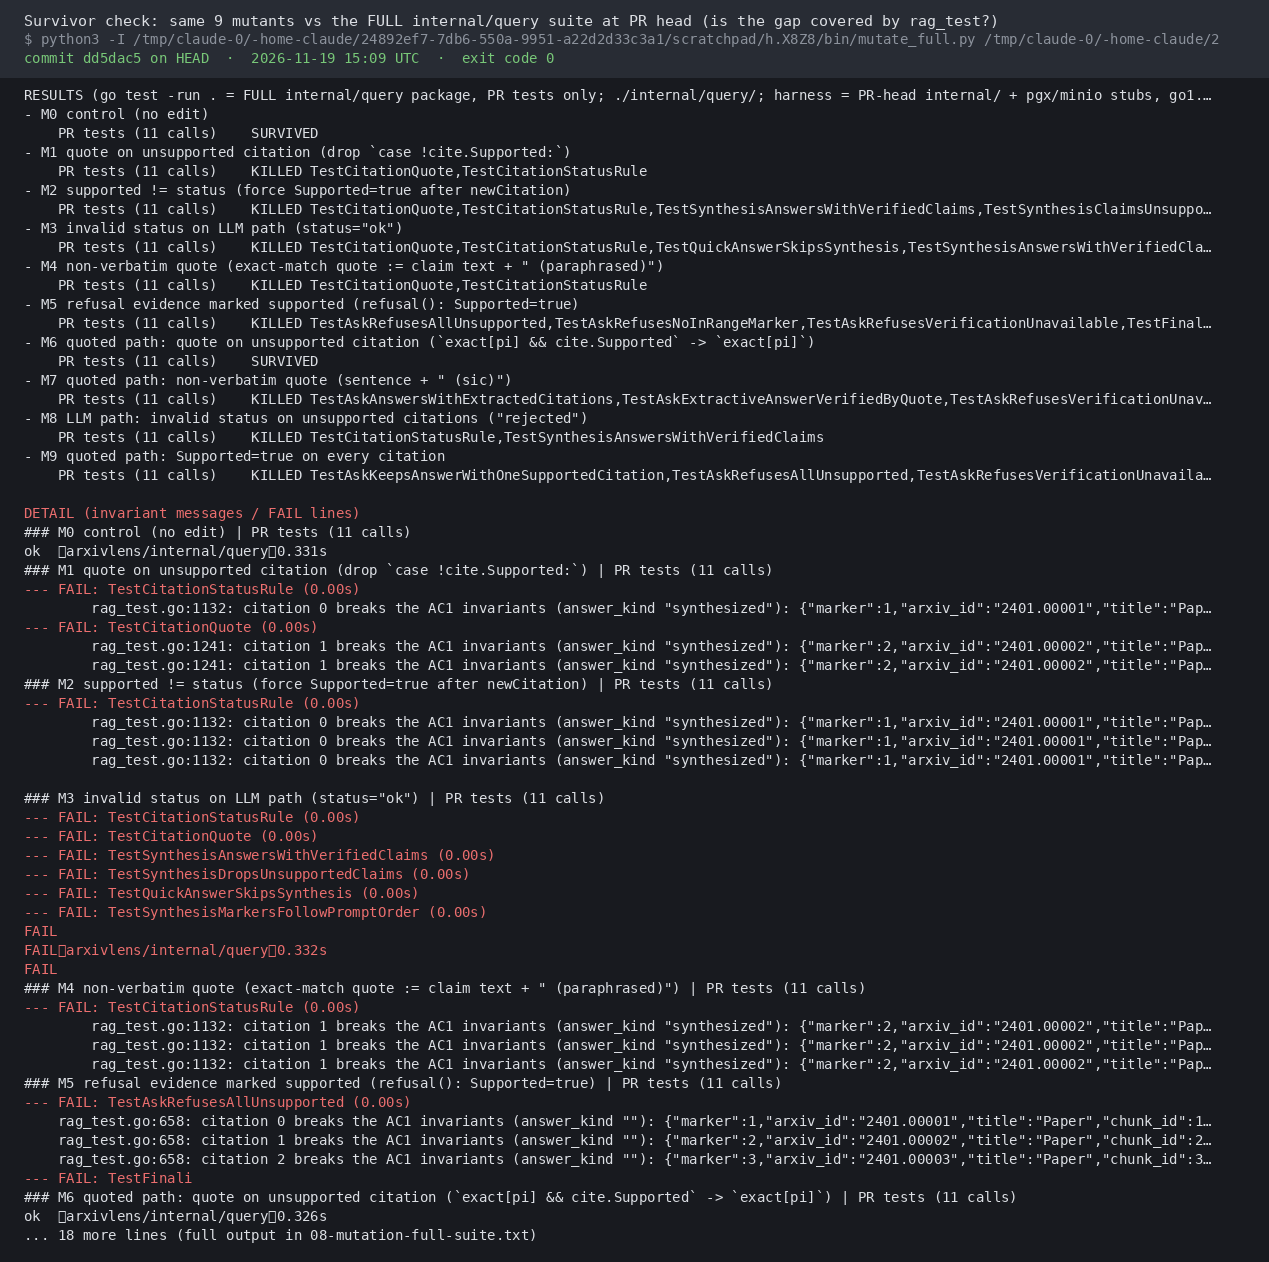 Survivor check: same 9 mutants vs the FULL internal/query suite at PR head (is the gap covered by rag_test?)
$ python3 -I /tmp/claude-0/-home-claude/24892ef7-7db6-550a-9951-a22d2d33c3a1/scratchpad/h.X8Z8/bin/mutate_full.py /tmp/claude-0/-home-claude/2
commit dd5dac5 on HEAD · 2026-11-19 15:09 UTC · exit code 0
RESULTS (go test -run . = FULL internal/query package, PR tests only; ./internal/query/; harness = PR-head internal/ + pgx/minio stubs, go1.…
- M0 control (no edit)
PR tests (11 calls) SURVIVED
- M1 quote on unsupported citation (drop `case !cite.Supported:`)
PR tests (11 calls) KILLED TestCitationQuote,TestCitationStatusRule
- M2 supported != status (force Supported=true after newCitation)
PR tests (11 calls) KILLED TestCitationQuote,TestCitationStatusRule,TestSynthesisAnswersWithVerifiedClaims,TestSynthesisClaimsUnsuppo…
- M3 invalid status on LLM path (status="ok")
PR tests (11 calls) KILLED TestCitationQuote,TestCitationStatusRule,TestQuickAnswerSkipsSynthesis,TestSynthesisAnswersWithVerifiedCla…
- M4 non-verbatim quote (exact-match quote := claim text + " (paraphrased)")
PR tests (11 calls) KILLED TestCitationQuote,TestCitationStatusRule
- M5 refusal evidence marked supported (refusal(): Supported=true)
PR tests (11 calls) KILLED TestAskRefusesAllUnsupported,TestAskRefusesNoInRangeMarker,TestAskRefusesVerificationUnavailable,TestFinal…
- M6 quoted path: quote on unsupported citation (`exact[pi] && cite.Supported` -> `exact[pi]`)
PR tests (11 calls) SURVIVED
- M7 quoted path: non-verbatim quote (sentence + " (sic)")
PR tests (11 calls) KILLED TestAskAnswersWithExtractedCitations,TestAskExtractiveAnswerVerifiedByQuote,TestAskRefusesVerificationUnav…
- M8 LLM path: invalid status on unsupported citations ("rejected")
PR tests (11 calls) KILLED TestCitationStatusRule,TestSynthesisAnswersWithVerifiedClaims
- M9 quoted path: Supported=true on every citation
PR tests (11 calls) KILLED TestAskKeepsAnswerWithOneSupportedCitation,TestAskRefusesAllUnsupported,TestAskRefusesVerificationUnavaila…
DETAIL (invariant messages / FAIL lines)
### M0 control (no edit) | PR tests (11 calls)
ok arxivlens/internal/query 0.331s
### M1 quote on unsupported citation (drop `case !cite.Supported:`) | PR tests (11 calls)
--- FAIL: TestCitationStatusRule (0.00s)
rag_test.go:1132: citation 0 breaks the AC1 invariants (answer_kind "synthesized"): {"marker":1,"arxiv_id":"2401.00001","title":"Pap…
--- FAIL: TestCitationQuote (0.00s)
rag_test.go:1241: citation 1 breaks the AC1 invariants (answer_kind "synthesized"): {"marker":2,"arxiv_id":"2401.00002","title":"Pap…
rag_test.go:1241: citation 1 breaks the AC1 invariants (answer_kind "synthesized"): {"marker":2,"arxiv_id":"2401.00002","title":"Pap…
### M2 supported != status (force Supported=true after newCitation) | PR tests (11 calls)
--- FAIL: TestCitationStatusRule (0.00s)
rag_test.go:1132: citation 0 breaks the AC1 invariants (answer_kind "synthesized"): {"marker":1,"arxiv_id":"2401.00001","title":"Pap…
rag_test.go:1132: citation 0 breaks the AC1 invariants (answer_kind "synthesized"): {"marker":1,"arxiv_id":"2401.00001","title":"Pap…
rag_test.go:1132: citation 0 breaks the AC1 invariants (answer_kind "synthesized"): {"marker":1,"arxiv_id":"2401.00001","title":"Pap…
### M3 invalid status on LLM path (status="ok") | PR tests (11 calls)
--- FAIL: TestCitationStatusRule (0.00s)
--- FAIL: TestCitationQuote (0.00s)
--- FAIL: TestSynthesisAnswersWithVerifiedClaims (0.00s)
--- FAIL: TestSynthesisDropsUnsupportedClaims (0.00s)
--- FAIL: TestQuickAnswerSkipsSynthesis (0.00s)
--- FAIL: TestSynthesisMarkersFollowPromptOrder (0.00s)
FAIL
FAIL arxivlens/internal/query 0.332s
FAIL
### M4 non-verbatim quote (exact-match quote := claim text + " (paraphrased)") | PR tests (11 calls)
--- FAIL: TestCitationStatusRule (0.00s)
rag_test.go:1132: citation 1 breaks the AC1 invariants (answer_kind "synthesized"): {"marker":2,"arxiv_id":"2401.00002","title":"Pap…
rag_test.go:1132: citation 1 breaks the AC1 invariants (answer_kind "synthesized"): {"marker":2,"arxiv_id":"2401.00002","title":"Pap…
rag_test.go:1132: citation 1 breaks the AC1 invariants (answer_kind "synthesized"): {"marker":2,"arxiv_id":"2401.00002","title":"Pap…
### M5 refusal evidence marked supported (refusal(): Supported=true) | PR tests (11 calls)
--- FAIL: TestAskRefusesAllUnsupported (0.00s)
rag_test.go:658: citation 0 breaks the AC1 invariants (answer_kind ""): {"marker":1,"arxiv_id":"2401.00001","title":"Paper","chunk_id":1…
rag_test.go:658: citation 1 breaks the AC1 invariants (answer_kind ""): {"marker":2,"arxiv_id":"2401.00002","title":"Paper","chunk_id":2…
rag_test.go:658: citation 2 breaks the AC1 invariants (answer_kind ""): {"marker":3,"arxiv_id":"2401.00003","title":"Paper","chunk_id":3…
--- FAIL: TestFinali
### M6 quoted path: quote on unsupported citation (`exact[pi] && cite.Supported` -> `exact[pi]`) | PR tests (11 calls)
ok arxivlens/internal/query 0.326s
... 18 more lines (full output in 08-mutation-full-suite.txt)